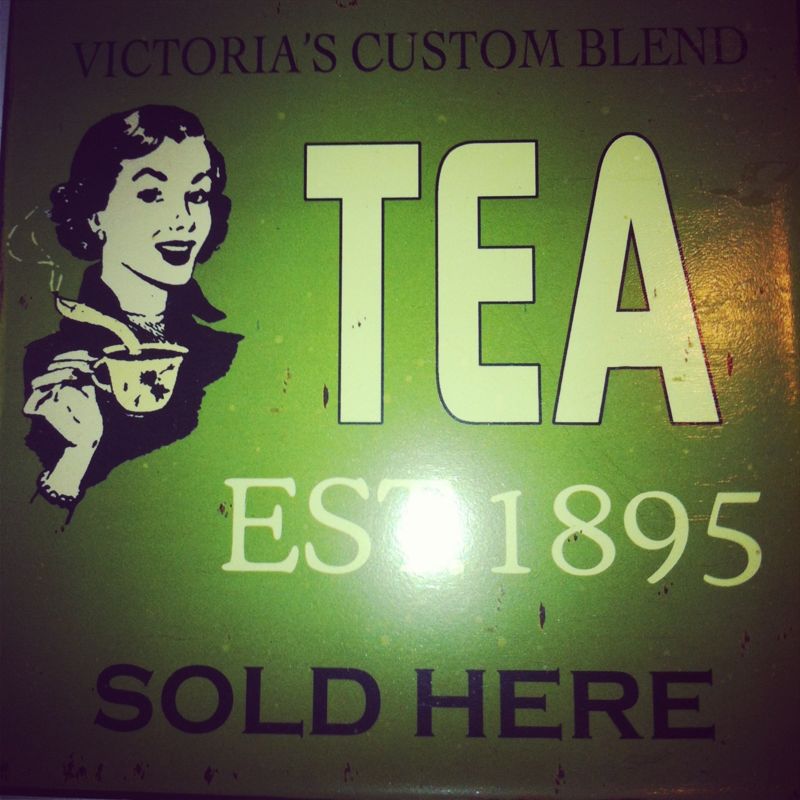 VICTORIA'S CUSTOM BLEND
TEA
EST. 1895
SOLD HERE